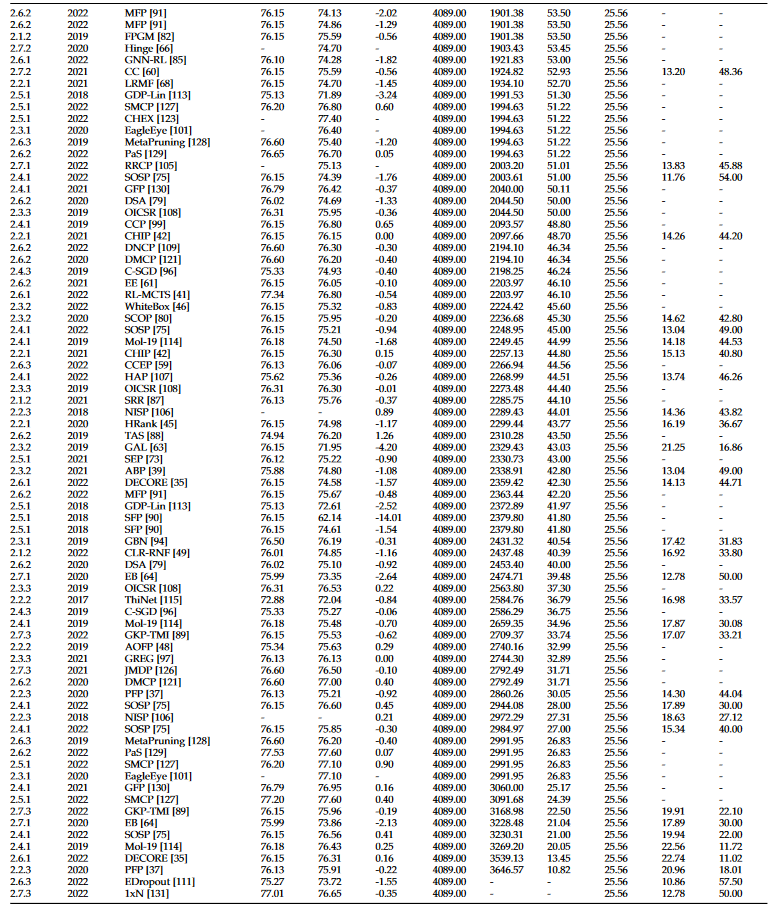 2.6.2 2022 MFP [91] 76.15 74.13 -2.02 4089.00 1901.38 53.50 25.56 - -
2.6.2 2022 MFP [91] 76.15 74.86 -1.29 4089.00 1901.38 53.50 25.56 - -
2.1.2 2019 FPGM [82] 76.15 75.59 -0.56 4089.00 1901.38 53.50 25.56 - -
2.7.2 2020 Hinge [66] - 74.70 - 4089.00 1903.43 53.45 25.56 - -
2.6.1 2022 GNN-RL [85] 76.10 74.28 -1.82 4089.00 1921.83 53.00 25.56 - -
2.7.2 2021 CC [60] 76.15 75.59 -0.56 4089.00 1924.82 52.93 25.56 13.20 48.36
2.2.1 2021 LRMF [68] 76.15 74.70 -1.45 4089.00 1934.10 52.70 25.56 - -
2.5.1 2018 GDP-Lin [113] 75.13 71.89 -3.24 4089.00 1991.53 51.30 25.56 - -
2.5.1 2022 SMCP [127] 76.20 76.80 0.60 4089.00 1994.63 51.22 25.56 - -
2.5.1 2022 CHEX [123] - 77.40 - 4089.00 1994.63 51.22 25.56 - -
2.3.1 2020 EagleEye [101] - 76.40 - 4089.00 1994.63 51.22 25.56 - -
2.6.3 2019 MetaPruning [128] 76.60 75.40 -1.20 4089.00 1994.63 51.22 25.56 - -
2.6.2 2022 PaS [129] 76.65 76.70 0.05 4089.00 1994.63 51.22 25.56 - -
2.7.1 2022 RRCP [105] - 75.13 - 4089.00 2003.20 51.01 25.56 13.83 45.88
2.4.1 2022 SOSP [75] 76.15 74.39 -1.76 4089.00 2003.61 51.00 25.56 11.76 54.00
2.4.1 2021 GFP [130] 76.79 76.42 -0.37 4089.00 2040.00 50.11 25.56 - -
2.6.2 2020 DSA [79] 76.02 74.69 -1.33 4089.00 2044.50 50.00 25.56 - -
2.3.3 2019 OICSR [108] 76.31 75.95 -0.36 4089.00 2044.50 50.00 25.56 - -
2.4.1 2019 CCP [99] 76.15 76.80 0.65 4089.00 2093.57 48.80 25.56 - -
2.2.1 2021 CHIP [42] 76.15 76.15 0.00 4089.00 2097.66 48.70 25.56 14.26 44.20
2.6.2 2022 DNCP [109] 76.60 76.30 -0.30 4089.00 2194.10 46.34 25.56 - -
2.6.2 2020 DMCP [121] 76.60 76.20 -0.40 4089.00 2194.10 46.34 25.56 - -
2.4.3 2019 C-SGD [96] 75.33 74.93 -0.40 4089.00 2198.25 46.24 25.56 - -
2.6.2 2021 EE [61] 76.15 76.05 -0.10 4089.00 2203.97 46.10 25.56 - -
2.6.1 2022 RL-MCTS [41] 77.34 76.80 -0.54 4089.00 2203.97 46.10 25.56 - -
2.3.2 2022 WhiteBox [46] 76.15 75.32 -0.83 4089.00 2224.42 45.60 25.56 - -
2.3.2 2020 SCOP [80] 76.15 75.95 -0.20 4089.00 2236.68 45.30 25.56 14.62 42.80
2.4.1 2022 SOSP [75] 76.15 75.21 -0.94 4089.00 2248.95 45.00 25.56 13.04 49.00
2.4.1 2019 Mol-19 [114] 76.18 74.50 -1.68 4089.00 2249.45 44.99 25.56 14.18 44.53
2.2.1 2021 CHIP [42] 76.15 76.30 0.15 4089.00 2257.13 44.80 25.56 15.13 40.80
2.6.3 2022 CCEP [59] 76.13 76.06 -0.07 4089.00 2266.94 44.56 25.56 - -
2.4.1 2022 HAP [107] 75.62 75.36 -0.26 4089.00 2268.99 44.51 25.56 13.74 46.26
2.3.3 2019 OICSR [108] 76.31 76.30 -0.01 4089.00 2273.48 44.40 25.56 - -
2.1.2 2021 SRR [87] 76.13 75.76 -0.37 4089.00 2285.75 44.10 25.56 - -
2.2.3 2018 NISP [106] - - 0.89 4089.00 2289.43 44.01 25.56 14.36 43.82
2.2.1 2020 HRank [45] 76.15 74.98 -1.17 4089.00 2299.44 43.77 25.56 16.19 36.67
2.6.2 2019 TAS [88] 74.94 76.20 1.26 4089.00 2310.28 43.50 25.56 - -
2.3.2 2019 GAL [63] 76.15 71.95 -4.20 4089.00 2329.43 43.03 25.56 21.25 16.86
2.5.1 2021 SEP [73] 76.12 75.22 -0.90 4089.00 2330.73 43.00 25.56 - -
2.3.2 2021 ABP [39] 75.88 74.80 -1.08 4089.00 2338.91 42.80 25.56 13.04 49.00
2.6.1 2022 DECORE [35] 76.15 74.58 -1.57 4089.00 2359.42 42.30 25.56 14.13 44.71
2.6.2 2022 MFP [91] 76.15 75.67 -0.48 4089.00 2363.44 42.20 25.56 - -
2.5.1 2018 GDP-Lin [113] 75.13 72.61 -2.52 4089.00 2372.89 41.97 25.56 - -
2.5.1 2018 SFP [90] 76.15 62.14 -14.01 4089.00 2379.80 41.80 25.56 - -
2.5.1 2018 SFP [90] 76.15 74.61 -1.54 4089.00 2379.80 41.80 25.56 - -
2.3.1 2019 GBN [94] 76.50 76.19 -0.31 4089.00 2431.32 40.54 25.56 17.42 31.83
2.1.2 2022 CLR-RNF [49] 76.01 74.85 -1.16 4089.00 2437.48 40.39 25.56 16.92 33.80
2.6.2 2020 DSA [79] 76.02 75.10 -0.92 4089.00 2453.40 40.00 25.56 - -
2.7.1 2020 EB [64] 75.99 73.35 -2.64 4089.00 2474.71 39.48 25.56 12.78 50.00
2.3.3 2019 OICSR [108] 76.31 76.53 0.22 4089.00 2563.80 37.30 25.56 - -
2.2.2 2017 ThiNet [115] 72.88 72.04 -0.84 4089.00 2584.76 36.79 25.56 16.98 33.57
2.4.3 2019 C-SGD [96] 75.33 75.27 -0.06 4089.00 2586.29 36.75 25.56 - -
2.4.1 2019 Mol-19 [114] 76.18 75.48 -0.70 4089.00 2659.35 34.96 25.56 17.87 30.08
2.7.3 2022 GKP-TMI [89] 76.15 75.53 -0.62 4089.00 2709.37 33.74 25.56 17.07 33.21
2.2.2 2019 AOFP [48] 75.34 75.63 0.29 4089.00 2740.16 32.99 25.56 - -
2.3.3 2021 GREG [97] 76.13 76.13 0.00 4089.00 2744.30 32.89 25.56 - -
2.7.3 2021 JMDP [126] 76.60 76.50 -0.10 4089.00 2792.49 31.71 25.56 - -
2.6.2 2020 DMCP [121] 76.60 77.00 0.40 4089.00 2792.49 31.71 25.56 - -
2.2.3 2020 PFP [37] 76.13 75.21 -0.92 4089.00 2860.26 30.05 25.56 14.30 44.04
2.4.1 2022 SOSP [75] 76.15 76.60 0.45 4089.00 2944.08 28.00 25.56 17.89 30.00
2.2.3 2018 NISP [106] - - 0.21 4089.00 2972.29 27.31 25.56 18.63 27.12
2.4.1 2022 SOSP [75] 76.15 75.85 -0.30 4089.00 2984.97 27.00 25.56 15.34 40.00
2.6.3 2019 MetaPruning [128] 76.60 76.20 -0.40 4089.00 2991.95 26.83 25.56 - -
2.6.2 2022 PaS [129] 77.53 77.60 0.07 4089.00 2991.95 26.83 25.56 - -
2.5.1 2022 SMCP [127] 76.20 77.10 0.90 4089.00 2991.95 26.83 25.56 - -
2.3.1 2020 EagleEye [101] - 77.10 - 4089.00 2991.95 26.83 25.56 - -
2.4.1 2021 GFP [130] 76.79 76.95 0.16 4089.00 3060.00 25.17 25.56 - -
2.5.1 2022 SMCP [127] 77.20 77.60 0.40 4089.00 3091.68 24.39 25.56 - -
2.7.3 2022 GKP-TMI [89] 76.15 75.96 -0.19 4089.00 3168.98 22.50 25.56 19.91 22.10
2.7.1 2020 EB [64] 75.99 73.86 -2.13 4089.00 3228.48 21.04 25.56 17.89 30.00
2.4.1 2022 SOSP [75] 76.15 76.56 0.41 4089.00 3230.31 21.00 25.56 19.94 22.00
2.4.1 2019 Mol-19 [114] 76.18 76.43 0.25 4089.00 3269.20 20.05 25.56 22.56 11.72
2.6.1 2022 DECORE [35] 76.15 76.31 0.16 4089.00 3539.13 13.45 25.56 22.74 11.02
2.2.3 2020 PFP [37] 76.13 75.91 -0.22 4089.00 3646.57 10.82 25.56 20.96 18.01
2.6.3 2022 EDropout [111] 75.27 73.72 -1.55 4089.00 - - 25.56 10.86 57.50
2.7.3 2022 1xN [131] 77.01 76.65 -0.35 4089.00 - - 25.56 12.78 50.00